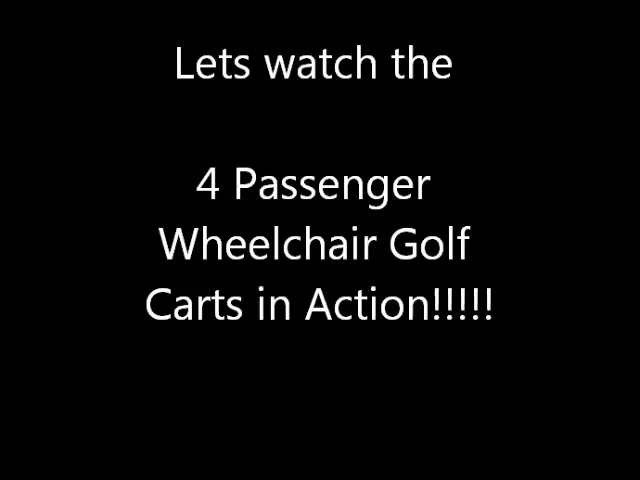 Lets watch the
4 Passenger
Wheelchair Golf
Carts in Action!!!!!